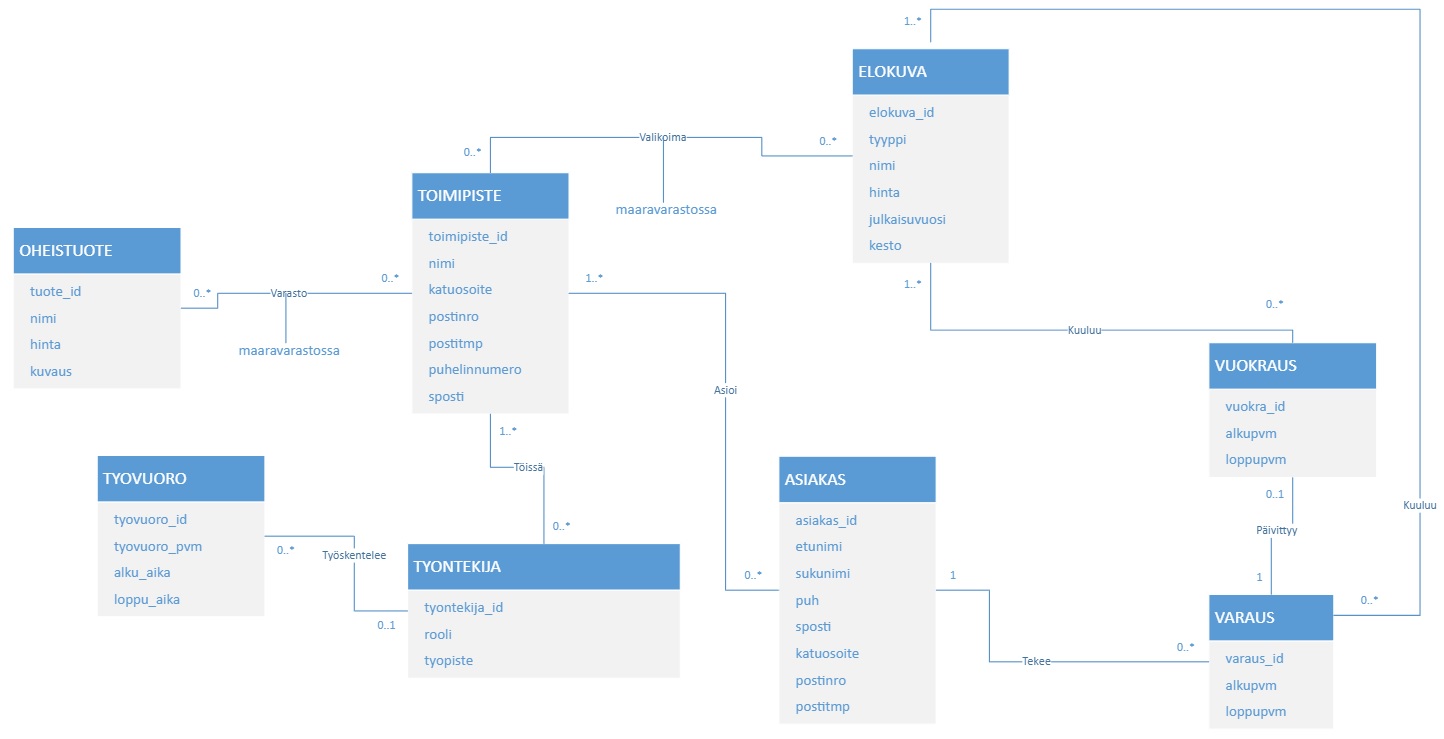 1..*
ELOKUVA
elokuva_id
tyyppi
nimi
hinta
julkaisuvuosi
kesto
Valikoima
0..*
0..*
maaravarastossa
TOIMIPISTE
toimipiste_id
nimi
katuosoite
postinro
postitmp
puhelinnumero
sposti
OHEISTUOTE
tuote_id
nimi
hinta
kuvaus
0..*
Varasto
0..*
maaravarastossa
1..*
Asioi
0..*
1..*
Kuuluu
0..*
VUOKRAUS
vuokra_id
alkupvm
loppupvm
0..1
Päivittyy
1
Kuuluu
0..*
1..*
Töissä
0..*
TYOVUORO
tyovuoro_id
tyovuoro_pvm
alku_aika
loppu_aika
0..*
Työskentelee
0..1
TYONTEKIJA
tyontekija_id
rooli
tyopiste
ASIAKAS
asiakas_id
etunimi
sukunimi
puh
sposti
katuosoite
postinro
postitmp
1
Tekee
0..*
VARAUS
varaus_id
alkupvm
loppupvm